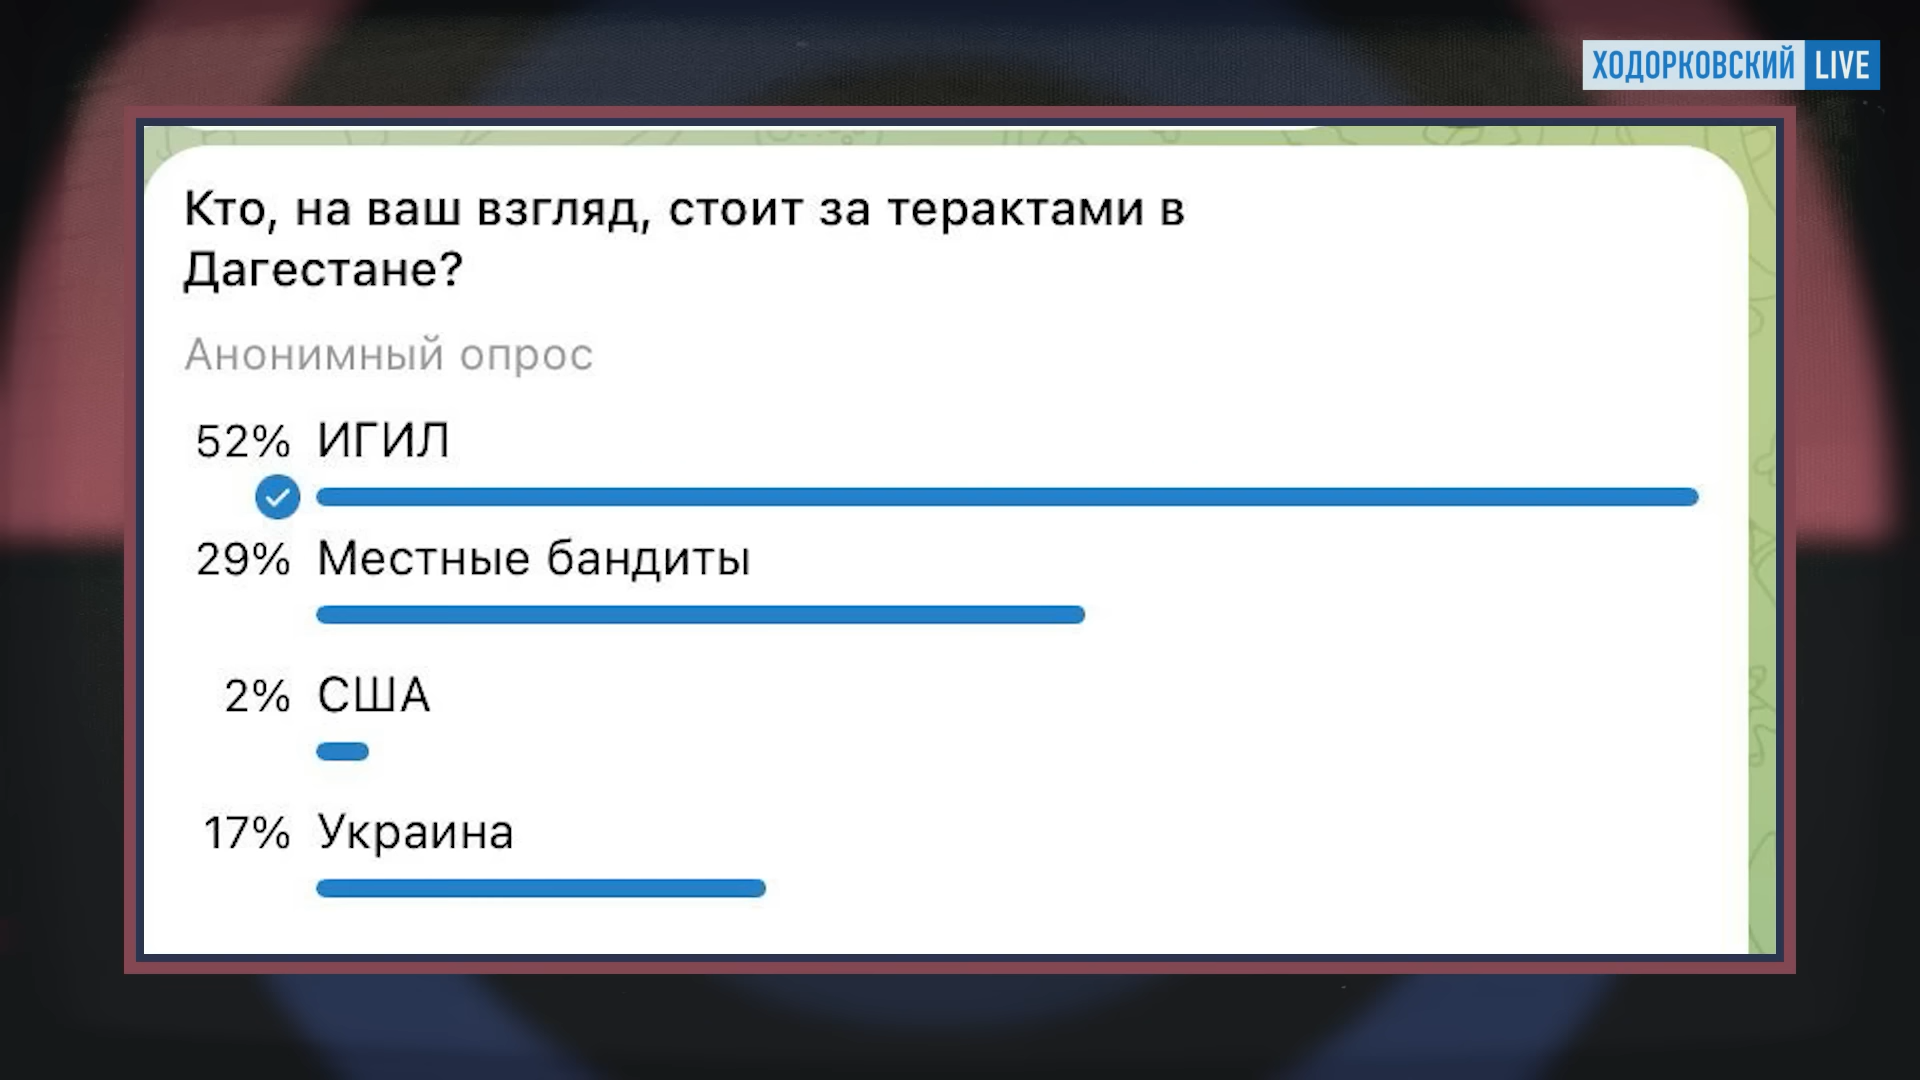 ХОДОРКОВСКИЙ LIVE
Кто, на ваш взгляд, стоит за терактами в
Дагестане?
Анонимный опрос
52% ИГИЛ
29% Местные бандиты
2% США
17% Украина